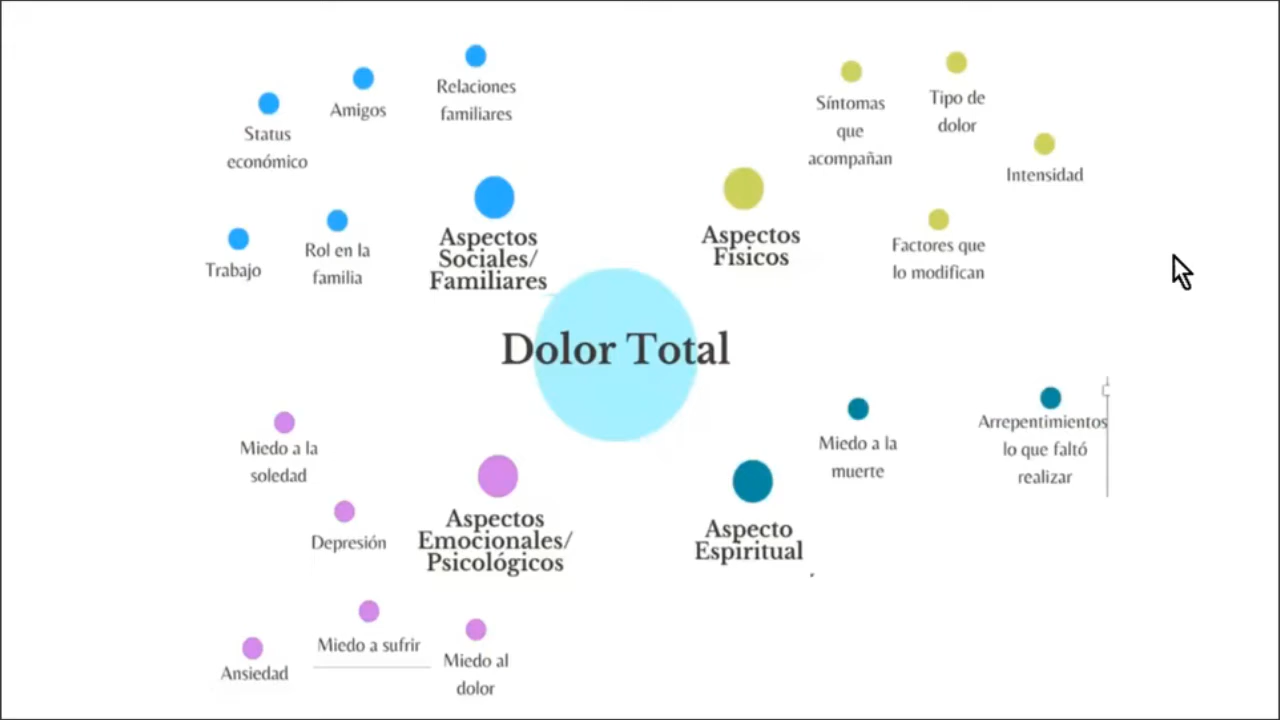 Relaciones
familiares
Amigos
Status
económico
Trabajo
Rol en la
familia
Aspectos
Sociales/
Familiares
Síntomas
que
acompañan
Tipo de
dolor
Intensidad
Factores que
lo modifican
Aspectos
Físicos
Dolor Total
Miedo a la
soledad
Depresión
Aspectos
Emocionales/
Psicológicos
Ansiedad
Miedo a sufrir
Miedo al
dolor
Miedo a la
muerte
Arrepentimientos
lo que faltó
realizar
Aspecto
Espiritual